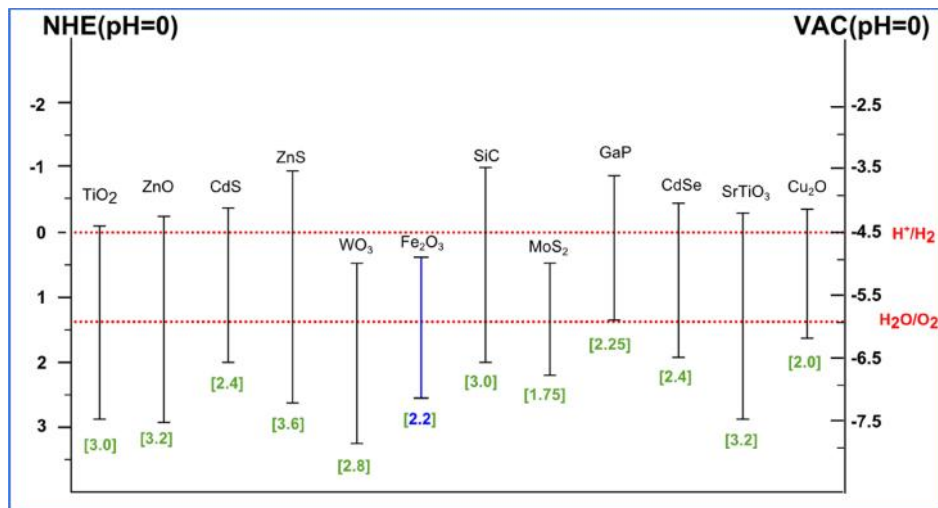 NHE(pH=0)
VAC(pH=0)
-2
-1
0
1
2
3
-2.5
-3.5
-4.5
-5.5
-6.5
-7.5
H⁺/H₂
H₂O/O₂
TiO₂
[3.0]
ZnO
[3.2]
CdS
[2.4]
ZnS
[3.6]
WO₃
[2.8]
Fe₂O₃
[2.2]
SiC
[3.0]
MoS₂
[1.75]
GaP
[2.25]
CdSe
[2.4]
SrTiO₃
[3.2]
Cu₂O
[2.0]